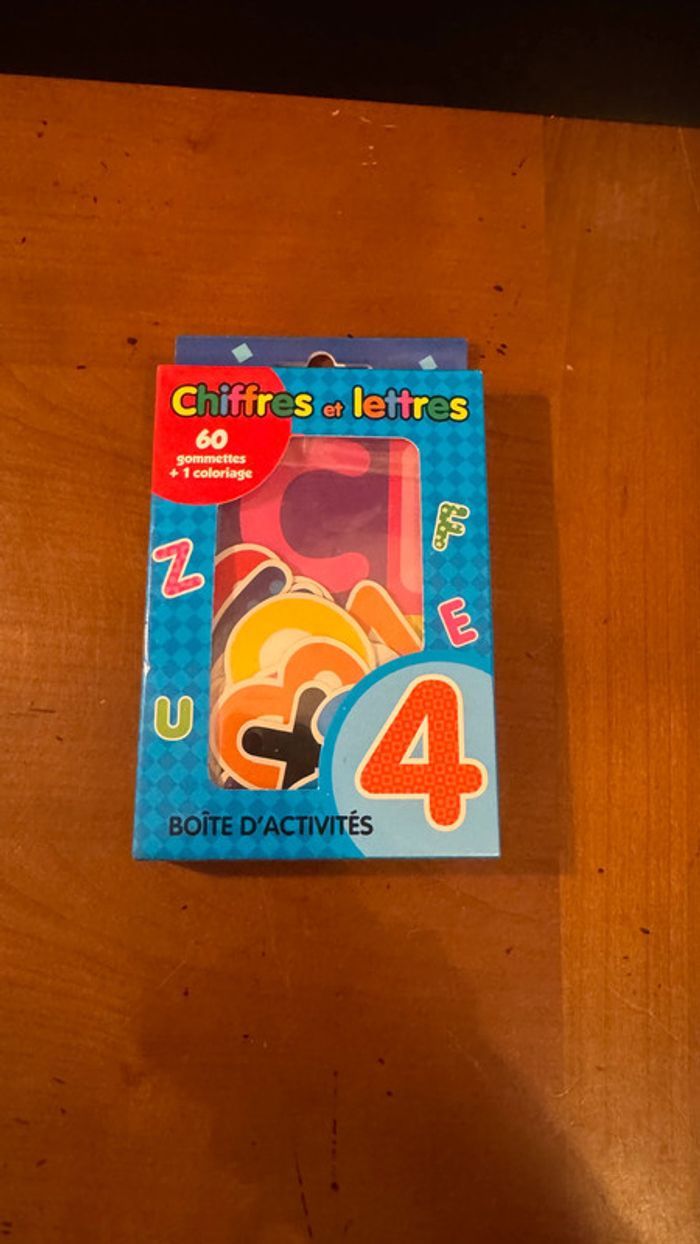 Chiffres et lettres
60
gommettes
+ 1 coloriage
F
Z
E
U
4
BOÎTE D'ACTIVITÉS